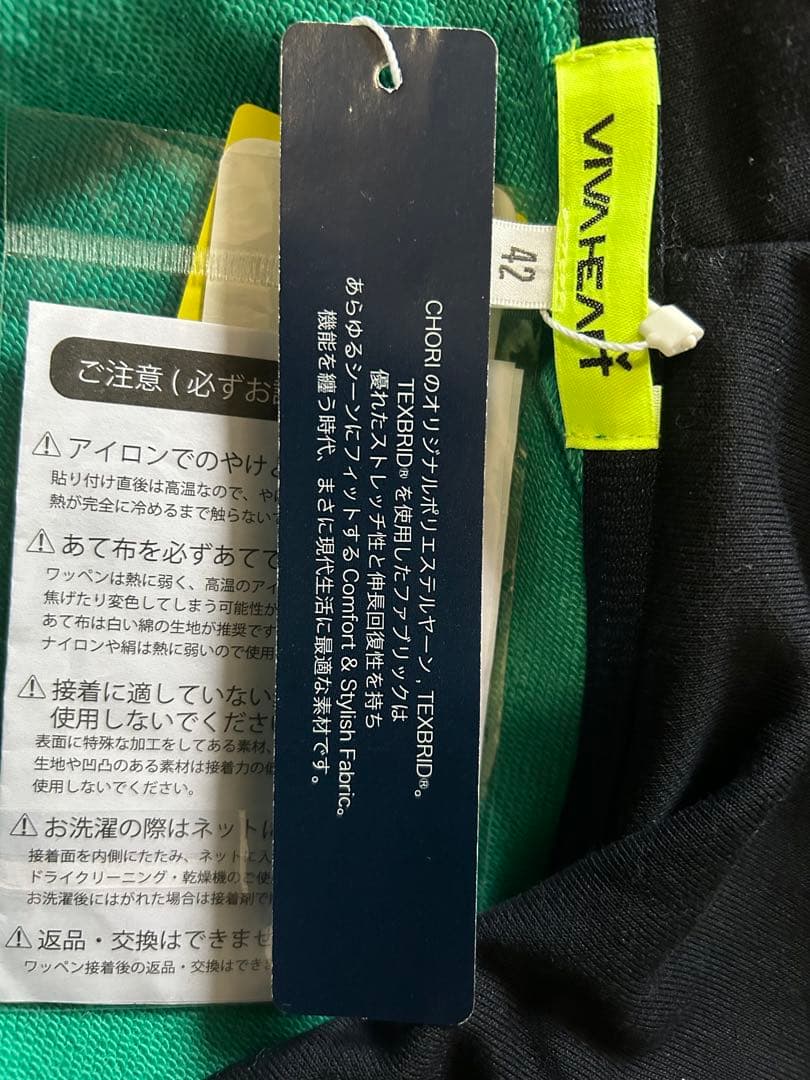 VIVA HEART
42
CHORI のオリジナルポリエステルヤーン, TEXBRID®。
TEXBRID® を使用したファブリックは
優れたストレッチ性と伸長回復性を持ち
あらゆるシーンにフィットする Comfort & Stylish Fabric。
機能を纏う時代、まさに現代生活に最適な素材です。
ご注意 ( 必ずお
⚠ アイロンでのやけ
貼り付け直後は高温なので、や
熱が完全に冷めるまで触らない
⚠ あて布を必ずあてて
ワッペンは熱に弱く、高温のアイ
焦げたり変色してしまう可能性が
あて布は白い綿の生地が推奨です
ナイロンや絹は熱に弱いので使用
⚠ 接着に適していない
使用しないでくださ
表面に特殊な加工をしてある素材、
生地や凹凸のある素材は接着力の
使用しないでください。
⚠ お洗濯の際はネットに
接着面を内側にたたみ、ネットに入
ドライクリーニング・乾燥機のご使
お洗濯後にはがれた場合は接着剤で
⚠ 返品・交換はできませ
ワッペン接着後の返品・交換はでき